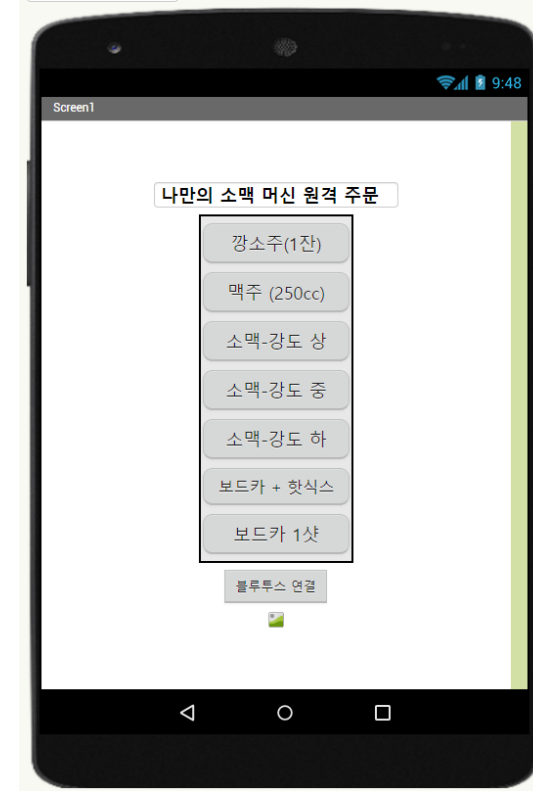 9:48
Screen1
나만의 소맥 머신 원격 주문
깡소주(1잔)
맥주 (250cc)
소맥-강도 상
소맥-강도 중
소맥-강도 하
보드카 + 핫식스
보드카 1샷
블루투스 연결